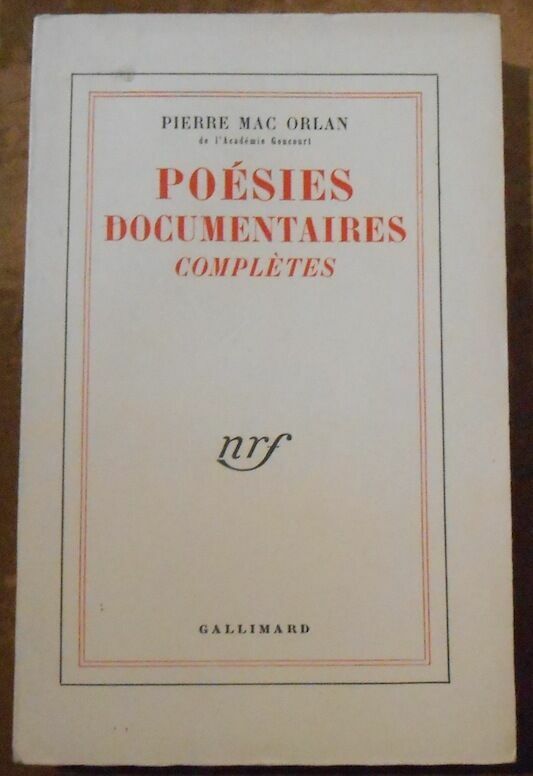 PIERRE MAC ORLAN
de l'Académie Goncourt
POÉSIES
DOCUMENTAIRES
COMPLÈTES
nrf
GALLIMARD